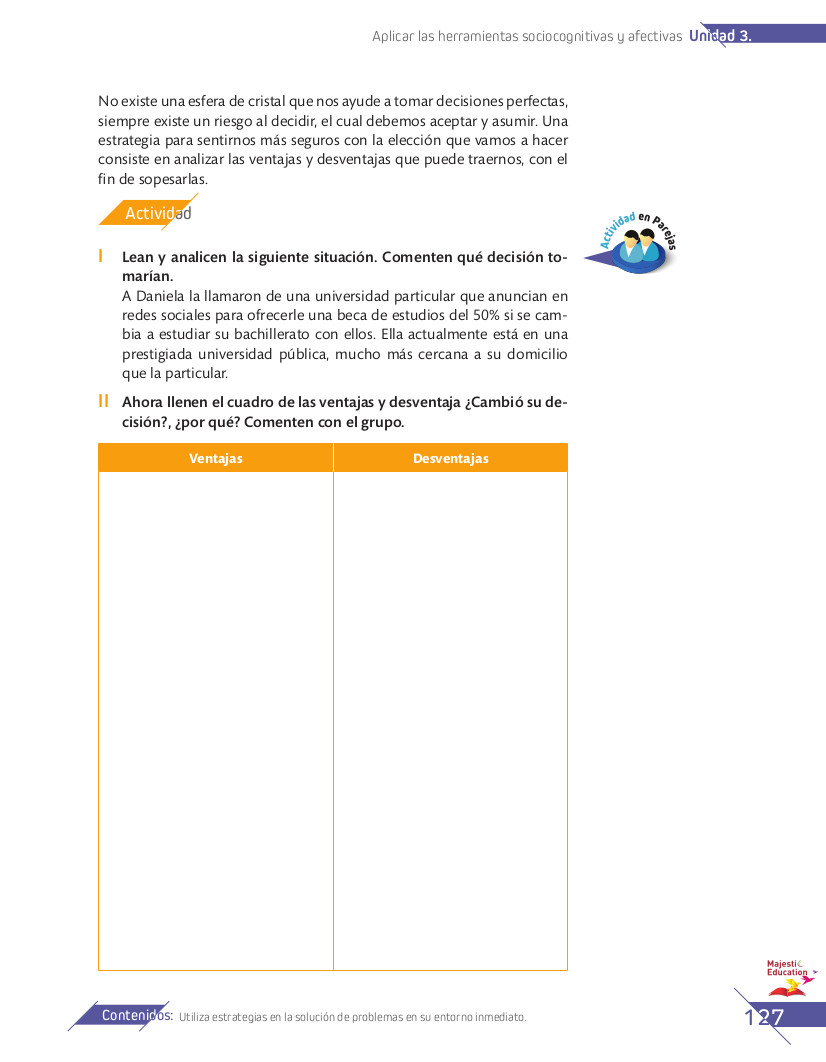 Aplicar las herramientas sociocognitivas y afectivas Unidad 3.
No existe una esfera de cristal que nos ayude a tomar decisiones perfectas,
siempre existe un riesgo al decidir, el cual debemos aceptar y asumir. Una
estrategia para sentirnos más seguros con la elección que vamos a hacer
consiste en analizar las ventajas y desventajas que puede traernos, con el
fin de sopesarlas.
Actividad
Actividad en Parejas
I Lean y analicen la siguiente situación. Comenten qué decisión to-
marían.
A Daniela la llamaron de una universidad particular que anuncian en
redes sociales para ofrecerle una beca de estudios del 50% si se cam-
bia a estudiar su bachillerato con ellos. Ella actualmente está en una
prestigiada universidad pública, mucho más cercana a su domicilio
que la particular.
II Ahora llenen el cuadro de las ventajas y desventaja ¿Cambió su de-
cisión?, ¿por qué? Comenten con el grupo.
Ventajas Desventajas
Majestic
Education
Contenidos: Utiliza estrategias en la solución de problemas en su entorno inmediato.
127